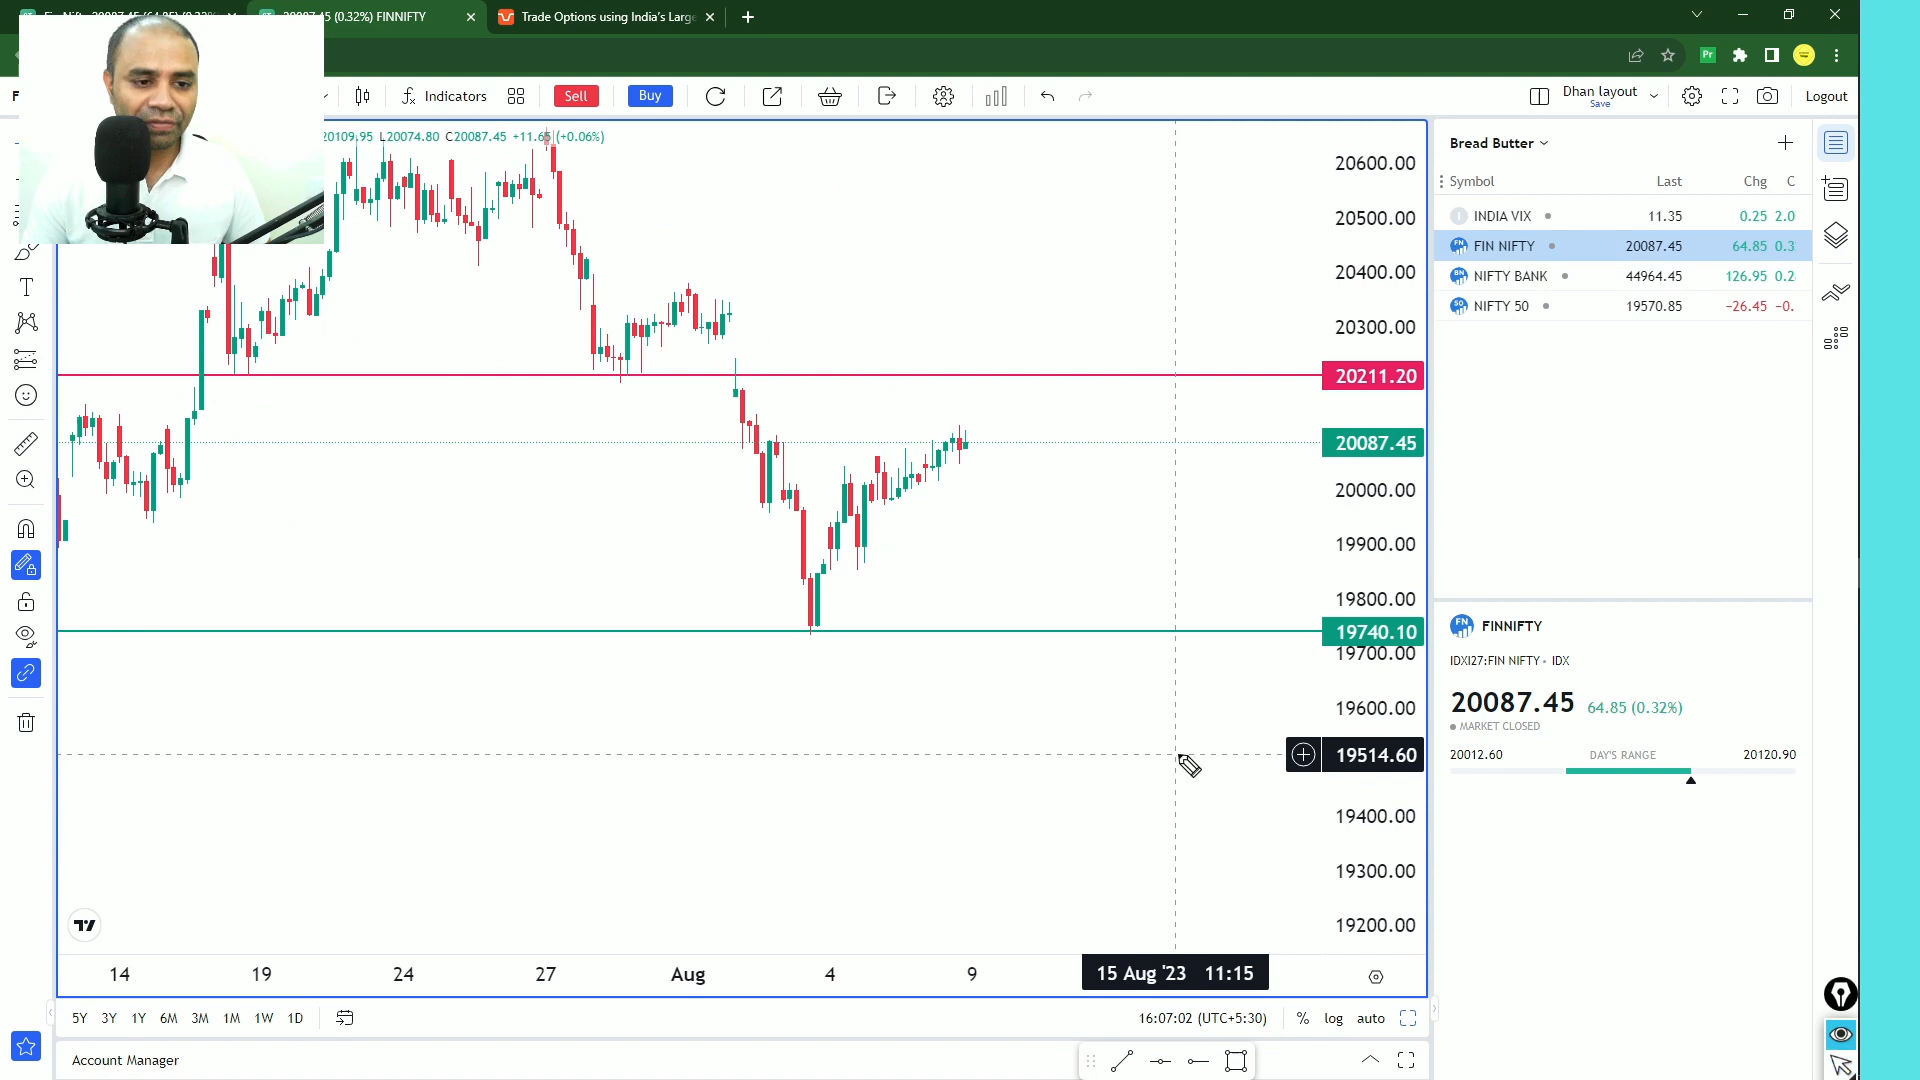 20087.45 (0.32%) FINNIFTY
Trade Options using India's Large
Pr
Indicators
Sell
Buy
Dhan layout
Save
Logout
20109.95 L20074.80 C20087.45 +11.65 (+0.06%)
20600.00
20500.00
20400.00
20300.00
20211.20
20087.45
20000.00
19900.00
19800.00
19740.10
19700.00
19600.00
19514.60
19400.00
19300.00
19200.00
14 19 24 27 Aug 4 9
15 Aug '23 11:15
5Y 3Y 1Y 6M 3M 1M 1W 1D
16:07:02 (UTC+5:30) % log auto
Account Manager
Bread Butter
Symbol Last Chg C
INDIA VIX 11.35 0.25 2.0
FIN NIFTY 20087.45 64.85 0.3
NIFTY BANK 44964.45 126.95 0.2
NIFTY 50 19570.85 −26.45 −0.
FN FINNIFTY
IDXI27:FIN NIFTY • IDX
20087.45 64.85 (0.32%)
MARKET CLOSED
20012.60 DAY'S RANGE 20120.90